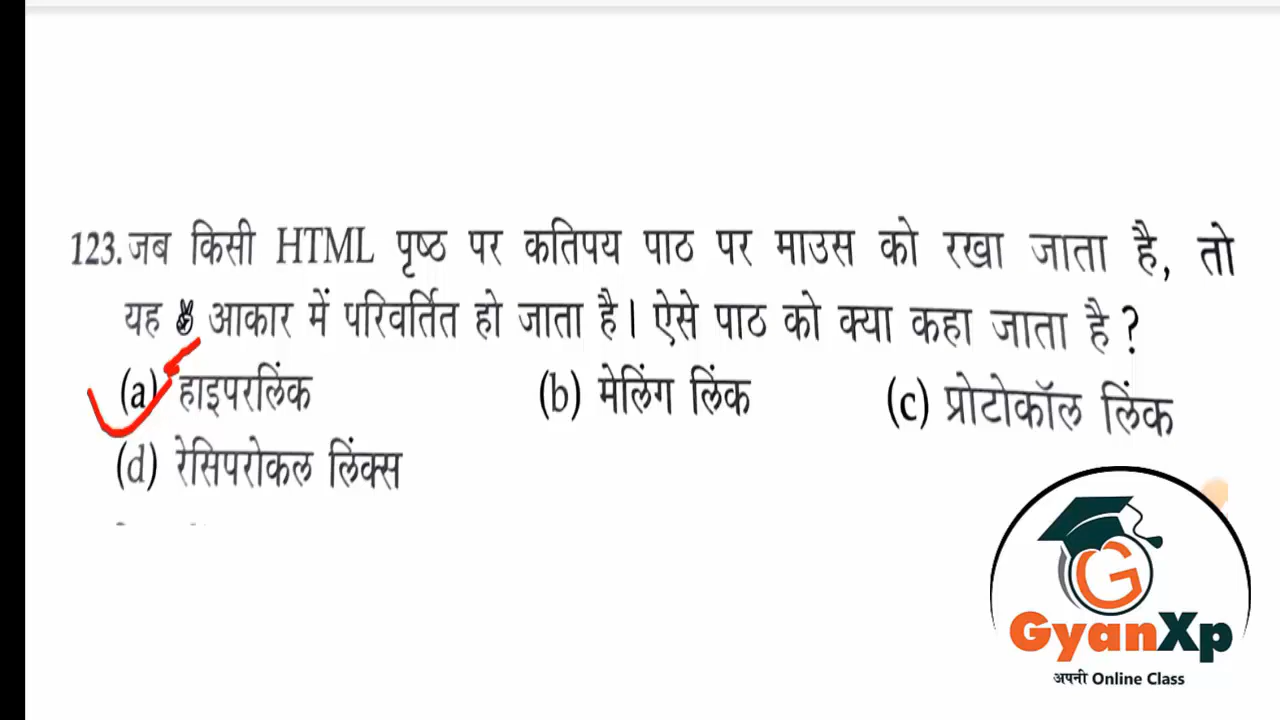 123. जब किसी HTML पृष्ठ पर कतिपय पाठ पर माउस को रखा जाता है, तो
यह ✌ आकार में परिवर्तित हो जाता है। ऐसे पाठ को क्या कहा जाता है ?
(a) हाइपरलिंक (b) मेलिंग लिंक (c) प्रोटोकॉल लिंक
(d) रेसिपरोकल लिंक्स
G
GyanXp
अपनी Online Class